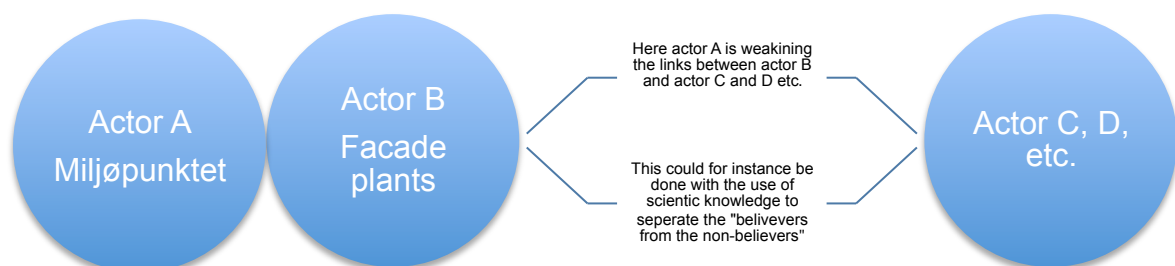 Actor A
Miljøpunktet
Actor B
Facade
plants
Here actor A is weakining
the links between actor B
and actor C and D etc.
This could for instance be
done with the use of
scientic knowledge to
seperate the "belivevers
from the non-believers"
Actor C, D,
etc.